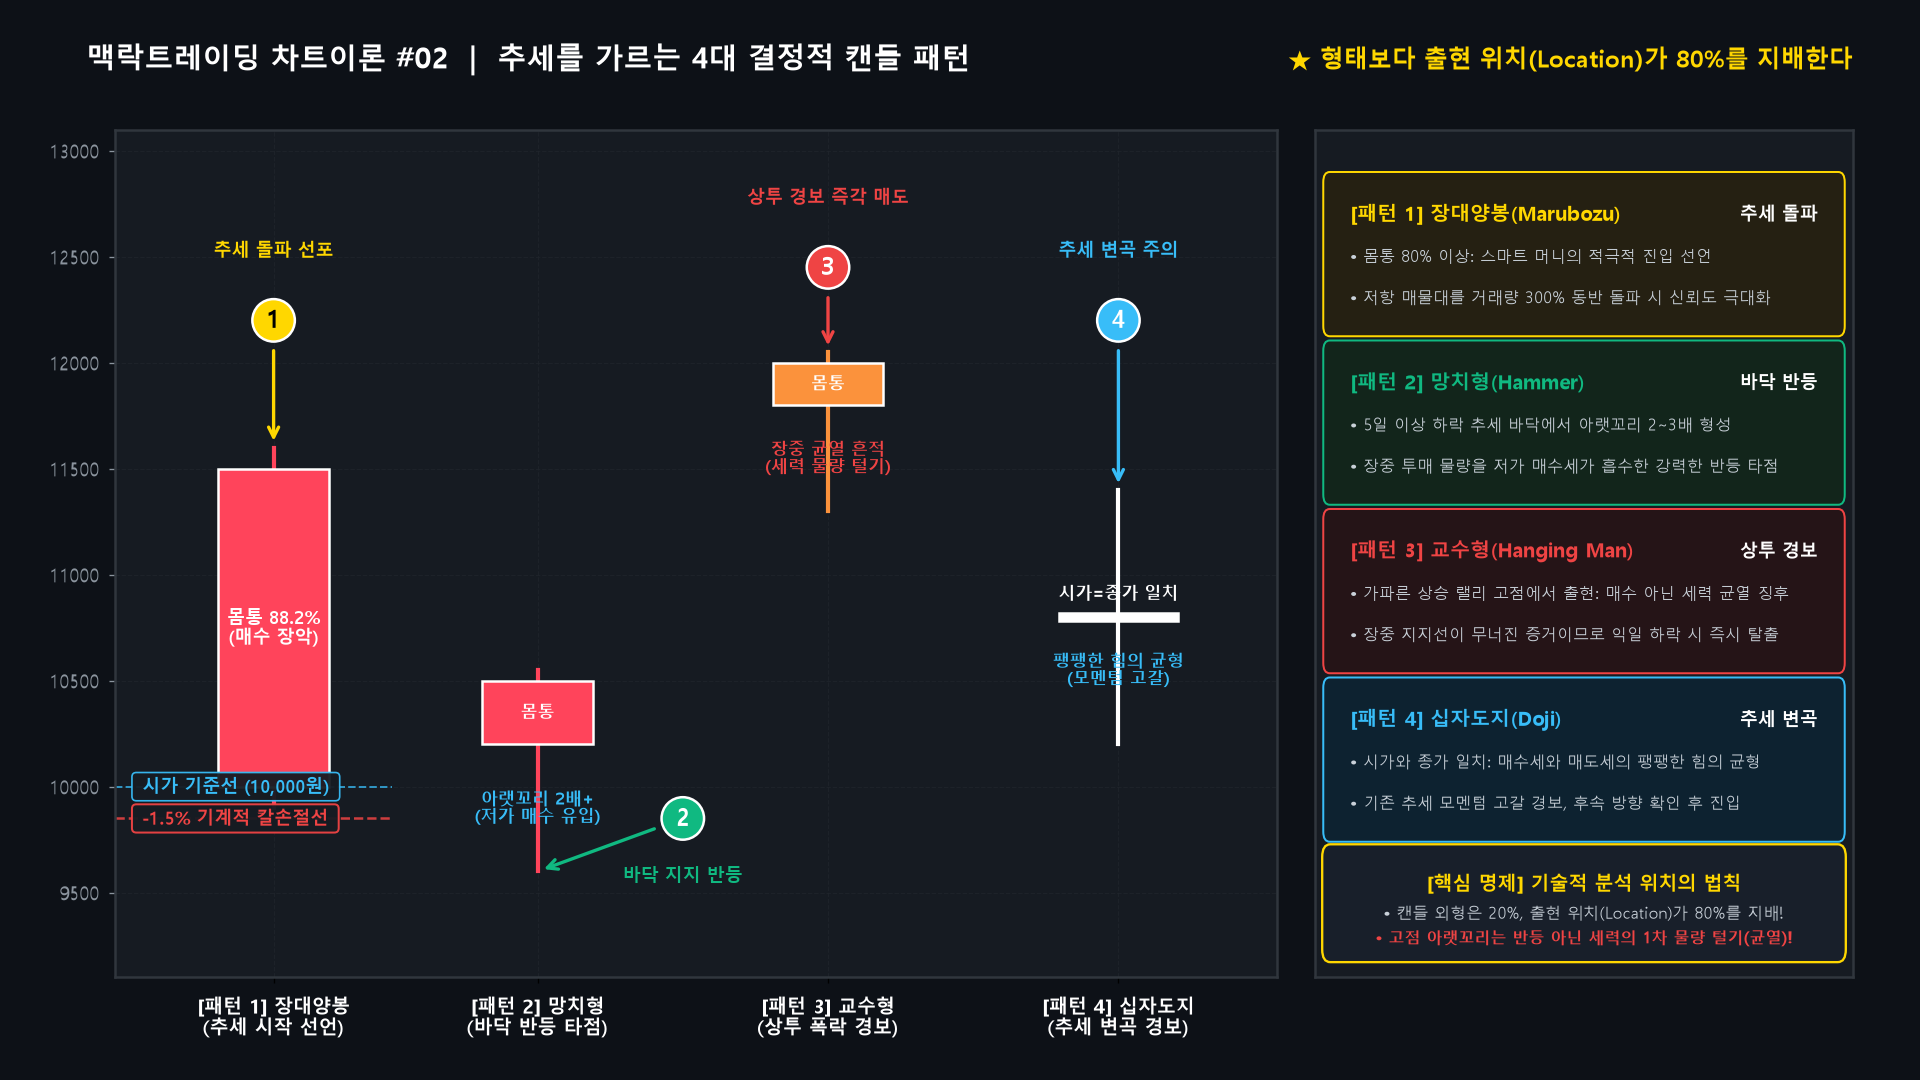 맥락트레이딩 차트이론 #02 | 추세를 가르는 4대 결정적 캔들 패턴
★ 형태보다 출현 위치(Location)가 80%를 지배한다
13000
12500
12000
11500
11000
10500
10000
9500
추세 돌파 선포
1
몸통 88.2%
(매수 장악)
시가 기준선 (10,000원)
-1.5% 기계적 칼손절선
몸통
아랫꼬리 2배+
(저가 매수 유입)
2
바닥 지지 반등
상투 경보 즉각 매도
3
몸통
장중 균열 흔적
(세력 물량 털기)
추세 변곡 주의
4
시가=종가 일치
팽팽한 힘의 균형
(모멘텀 고갈)
[패턴 1] 장대양봉
(추세 시작 선언)
[패턴 2] 망치형
(바닥 반등 타점)
[패턴 3] 교수형
(상투 폭락 경보)
[패턴 4] 십자도지
(추세 변곡 경보)
[패턴 1] 장대양봉(Marubozu) 추세 돌파
• 몸통 80% 이상: 스마트 머니의 적극적 진입 선언
• 저항 매물대를 거래량 300% 동반 돌파 시 신뢰도 극대화
[패턴 2] 망치형(Hammer) 바닥 반등
• 5일 이상 하락 추세 바닥에서 아랫꼬리 2~3배 형성
• 장중 투매 물량을 저가 매수세가 흡수한 강력한 반등 타점
[패턴 3] 교수형(Hanging Man) 상투 경보
• 가파른 상승 랠리 고점에서 출현: 매수 아닌 세력 균열 징후
• 장중 지지선이 무너진 증거이므로 익일 하락 시 즉시 탈출
[패턴 4] 십자도지(Doji) 추세 변곡
• 시가와 종가 일치: 매수세와 매도세의 팽팽한 힘의 균형
• 기존 추세 모멘텀 고갈 경보, 후속 방향 확인 후 진입
[핵심 명제] 기술적 분석 위치의 법칙
• 캔들 외형은 20%, 출현 위치(Location)가 80%를 지배!
• 고점 아랫꼬리는 반등 아닌 세력의 1차 물량 털기(균열)!